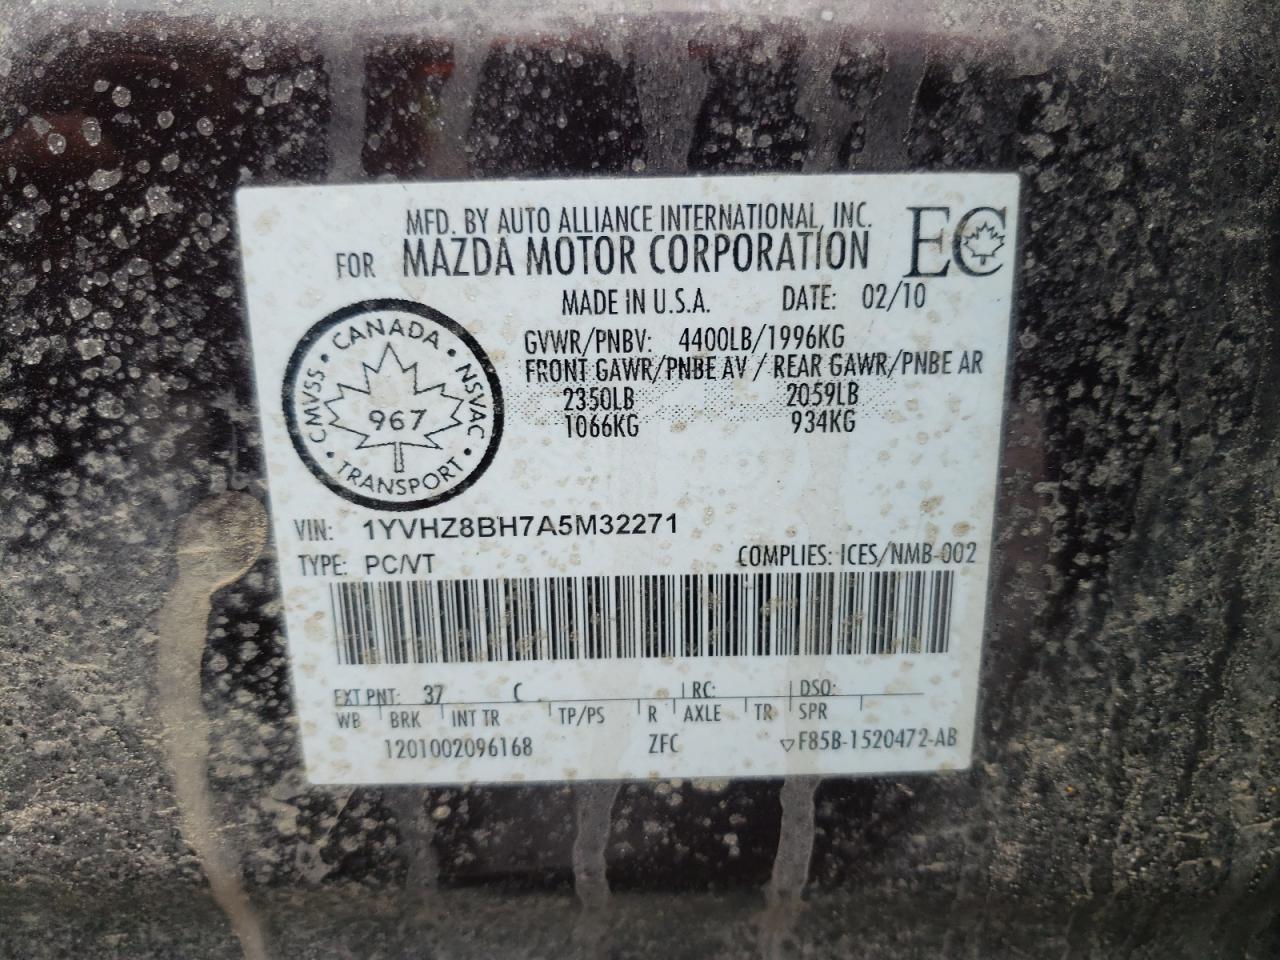 MFD. BY AUTO ALLIANCE INTERNATIONAL, INC.
FOR MAZDA MOTOR CORPORATION
EC
MADE IN U.S.A. DATE: 02/10
GVWR/PNBV: 4400LB/1996KG
FRONT GAWR/PNBE AV / REAR GAWR/PNBE AR
2350LB 2059LB
1066KG 934KG
CANADA • NSVAC • TRANSPORT • CMVSS •
967
VIN: 1YVHZ8BH7A5M32271
TYPE: PC/VT COMPLIES: ICES/NMB-002
EXT PNT: 37 C RC: DSO:
WB BRK INT TR TP/PS R AXLE TR SPR
1201002096168 ZFC ▽F85B-1520472-AB